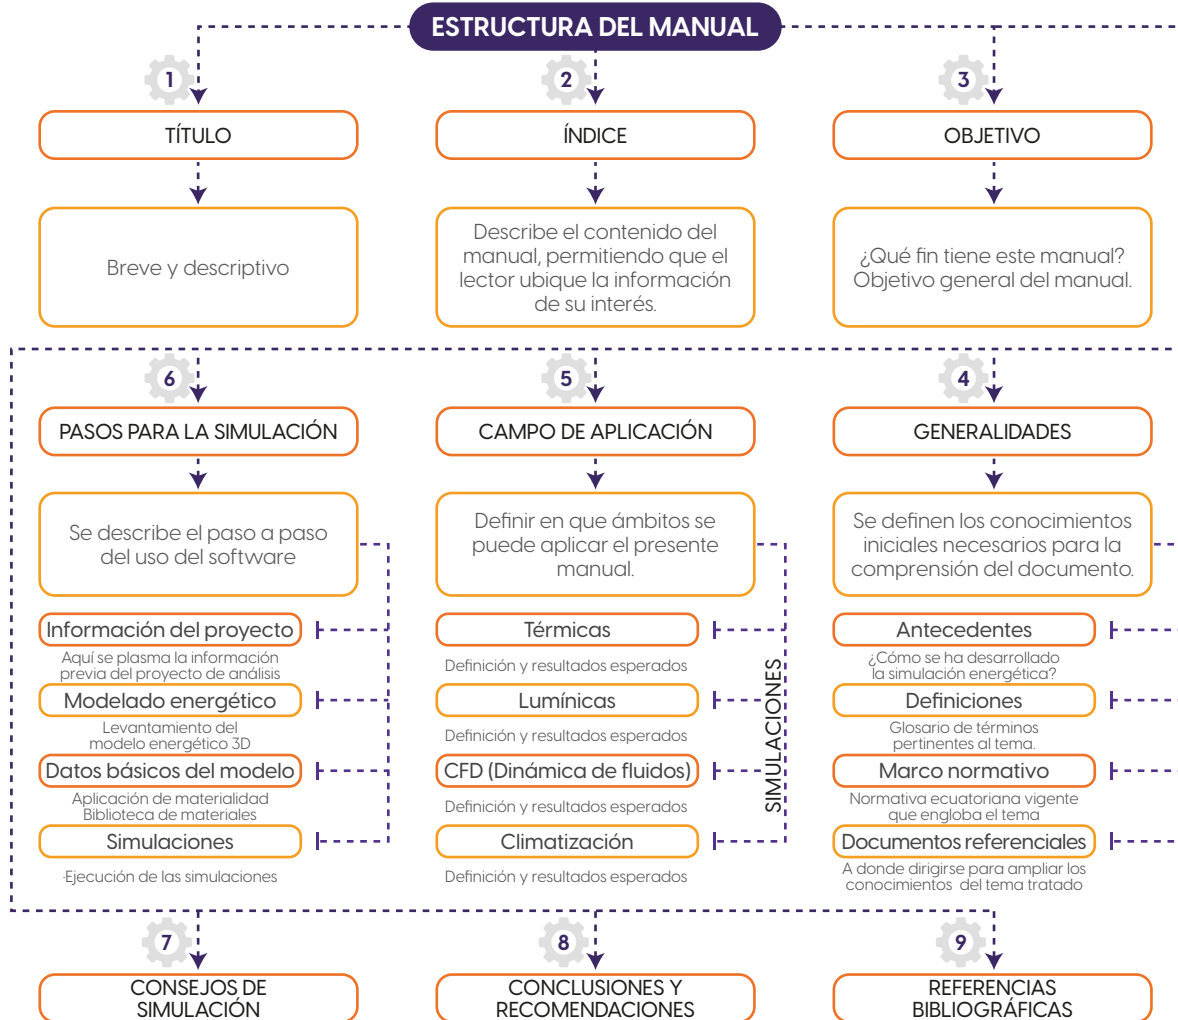 ESTRUCTURA DEL MANUAL
1
TÍTULO
Breve y descriptivo
2
ÍNDICE
Describe el contenido del
manual, permitiendo que el
lector ubique la información
de su interés.
3
OBJETIVO
¿Qué fin tiene este manual?
Objetivo general del manual.
6
PASOS PARA LA SIMULACIÓN
Se describe el paso a paso
del uso del software
Información del proyecto
Aquí se plasma la información
previa del proyecto de análisis
Modelado energético
Levantamiento del
modelo energético 3D
Datos básicos del modelo
Aplicación de materialidad
Biblioteca de materiales
Simulaciones
·Ejecución de las simulaciones
5
CAMPO DE APLICACIÓN
Definir en que ámbitos se
puede aplicar el presente
manual.
Térmicas
Definición y resultados esperados
Lumínicas
Definición y resultados esperados
CFD (Dinámica de fluidos)
Definición y resultados esperados
Climatización
Definición y resultados esperados
SIMULACIONES
4
GENERALIDADES
Se definen los conocimientos
iniciales necesarios para la
comprensión del documento.
Antecedentes
¿Cómo se ha desarrollado
la simulación energética?
Definiciones
Glosario de términos
pertinentes al tema.
Marco normativo
Normativa ecuatoriana vigente
que engloba el tema
Documentos referenciales
A donde dirigirse para ampliar los
conocimientos del tema tratado
7
CONSEJOS DE
SIMULACIÓN
8
CONCLUSIONES Y
RECOMENDACIONES
9
REFERENCIAS
BIBLIOGRÁFICAS